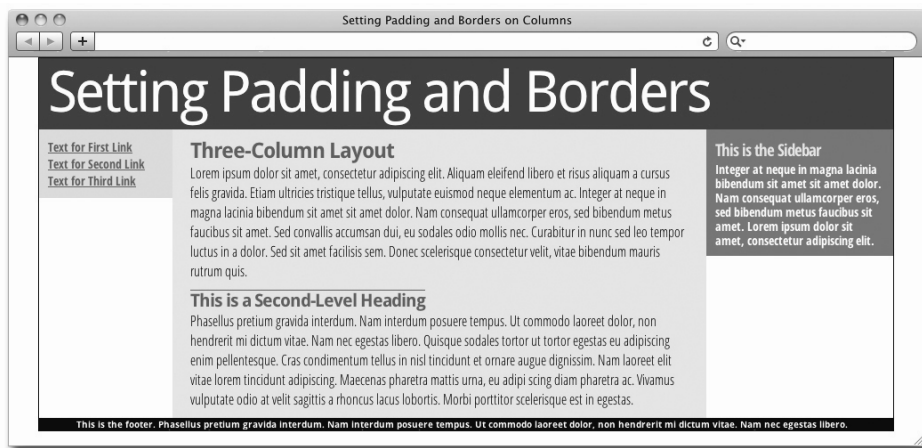 Setting Padding and Borders on Columns
Setting Padding and Borders
Text for First Link
Text for Second Link
Text for Third Link
Three-Column Layout
Lorem ipsum dolor sit amet, consectetur adipiscing elit. Aliquam eleifend libero et risus aliquam a cursus
felis gravida. Etiam ultricies tristique tellus, vulputate euismod neque elementum ac. Integer at neque in
magna lacinia bibendum sit amet sit amet dolor. Nam consequat ullamcorper eros, sed bibendum metus
faucibus sit amet. Sed convallis accumsan dui, eu sodales odio mollis nec. Curabitur in nunc sed leo tempor
luctus in a dolor. Sed sit amet facilisis sem. Donec scelerisque consectetur velit, vitae bibendum mauris
rutrum quis.
This is a Second-Level Heading
Phasellus pretium gravida interdum. Nam interdum posuere tempus. Ut commodo laoreet dolor, non
hendrerit mi dictum vitae. Nam nec egestas libero. Quisque sodales tortor ut tortor egestas eu adipiscing
enim pellentesque. Cras condimentum tellus in nisl tincidunt et ornare augue dignissim. Nam laoreet elit
vitae lorem tincidunt adipiscing. Maecenas pharetra mattis urna, eu adipi scing diam pharetra ac. Vivamus
vulputate odio at velit sagittis a rhoncus lacus lobortis. Morbi porttitor scelerisque est in egestas.
This is the Sidebar
Integer at neque in magna lacinia
bibendum sit amet sit amet dolor.
Nam consequat ullamcorper eros,
sed bibendum metus faucibus sit
amet. Lorem ipsum dolor sit
amet, consectetur adipiscing elit.
This is the footer. Phasellus pretium gravida interdum. Nam interdum posuere tempus. Ut commodo laoreet dolor, non hendrerit mi dictum vitae. Nam nec egestas libero.